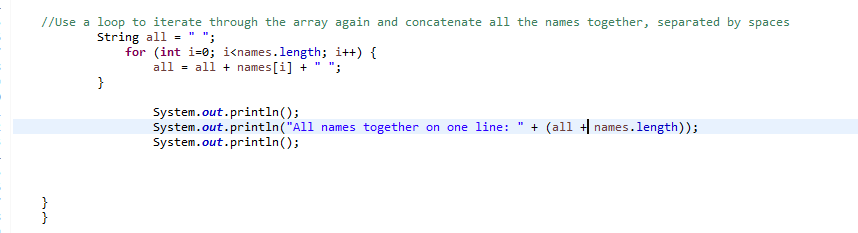 //Use a loop to iterate through the array again and concatenate all the names together, separated by spaces
String all = " ";
for (int i=0; i<names.length; i++) {
all = all + names[i] + " ";
}
System.out.println();
System.out.println("All names together on one line: " + (all + names.length));
System.out.println();
}
}